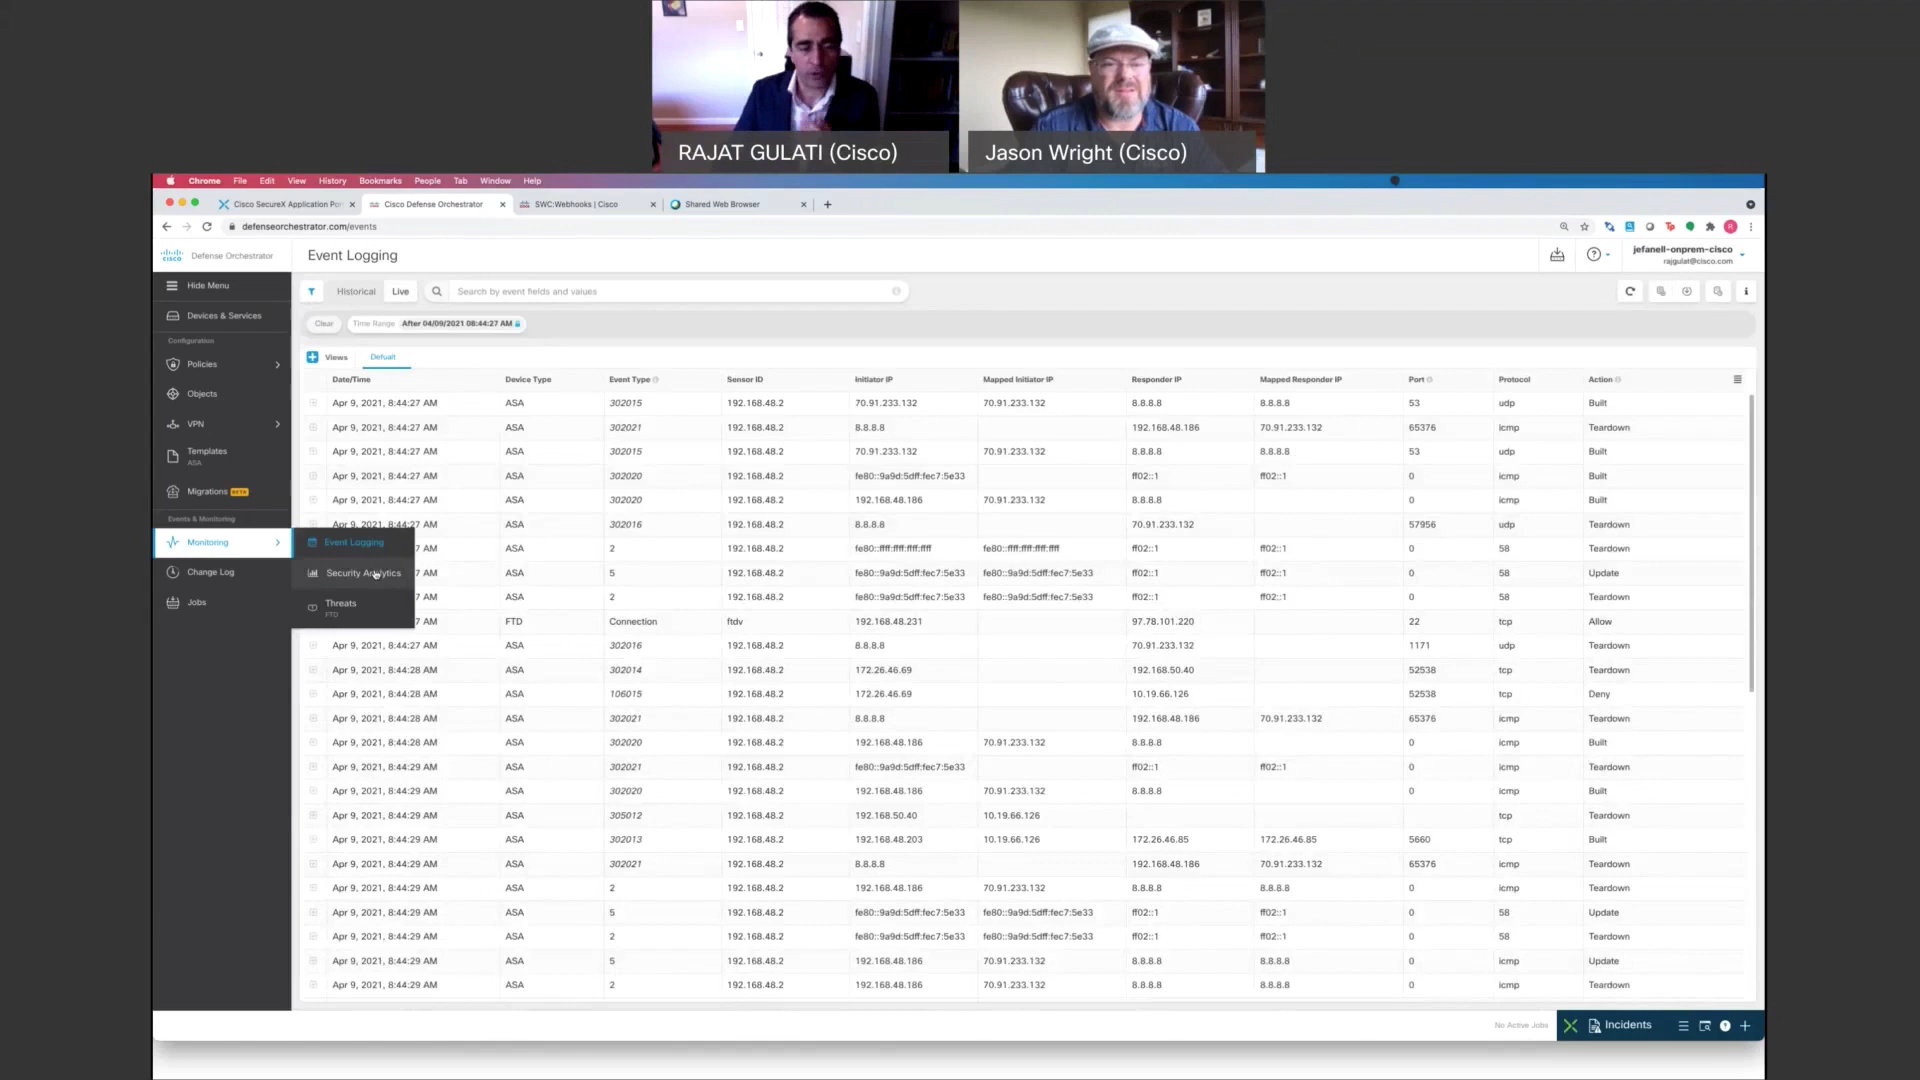 RAJAT GULATI (Cisco)
Jason Wright (Cisco)
Chrome File Edit View History Bookmarks People Tab Window Help
Cisco SecureX Application Por Cisco Defense Orchestrator SWC:Webhooks | Cisco Shared Web Browser
defenseorchestrator.com/events
cisco Defense Orchestrator Event Logging jefanell-onprem-cisco
rajgulat@cisco.com
Hide Menu Historical Live Search by event fields and values
Devices & Services Clear Time Range After 04/09/2021 08:44:27 AM
Configuration
Policies
Objects
VPN
Templates
ASA
Migrations BETA
Events & Monitoring
Monitoring
Change Log
Jobs
Event Logging
Security Analytics
Threats
FTD
Views Defualt
Date/Time Device Type Event Type Sensor ID Initiator IP Mapped Initiator IP Responder IP Mapped Responder IP Port Protocol Action
Apr 9, 2021, 8:44:27 AM ASA 302015 192.168.48.2 70.91.233.132 70.91.233.132 8.8.8.8 8.8.8.8 53 udp Built
Apr 9, 2021, 8:44:27 AM ASA 302021 192.168.48.2 8.8.8.8 192.168.48.186 70.91.233.132 65376 icmp Teardown
Apr 9, 2021, 8:44:27 AM ASA 302015 192.168.48.2 70.91.233.132 70.91.233.132 8.8.8.8 8.8.8.8 53 udp Built
Apr 9, 2021, 8:44:27 AM ASA 302020 192.168.48.2 fe80::9a9d:5dff:fec7:5e33 ff02::1 ff02::1 0 icmp Built
Apr 9, 2021, 8:44:27 AM ASA 302020 192.168.48.2 192.168.48.186 70.91.233.132 8.8.8.8 0 icmp Built
Apr 9, 2021, 8:44:27 AM ASA 302016 192.168.48.2 8.8.8.8 70.91.233.132 57956 udp Teardown
7 AM ASA 2 192.168.48.2 fe80::ffff:ffff:ffff:ffff fe80::ffff:ffff:ffff:ffff ff02::1 ff02::1 0 58 Teardown
7 AM ASA 5 192.168.48.2 fe80::9a9d:5dff:fec7:5e33 fe80::9a9d:5dff:fec7:5e33 ff02::1 ff02::1 0 58 Update
7 AM ASA 2 192.168.48.2 fe80::9a9d:5dff:fec7:5e33 fe80::9a9d:5dff:fec7:5e33 ff02::1 ff02::1 0 58 Teardown
7 AM FTD Connection ftdv 192.168.48.231 97.78.101.220 22 tcp Allow
Apr 9, 2021, 8:44:27 AM ASA 302016 192.168.48.2 8.8.8.8 70.91.233.132 1171 udp Teardown
Apr 9, 2021, 8:44:28 AM ASA 302014 192.168.48.2 172.26.46.69 192.168.50.40 52538 tcp Teardown
Apr 9, 2021, 8:44:28 AM ASA 106015 192.168.48.2 172.26.46.69 10.19.66.126 52538 tcp Deny
Apr 9, 2021, 8:44:28 AM ASA 302021 192.168.48.2 8.8.8.8 192.168.48.186 70.91.233.132 65376 icmp Teardown
Apr 9, 2021, 8:44:28 AM ASA 302020 192.168.48.2 192.168.48.186 70.91.233.132 8.8.8.8 0 icmp Built
Apr 9, 2021, 8:44:29 AM ASA 302021 192.168.48.2 fe80::9a9d:5dff:fec7:5e33 ff02::1 ff02::1 0 icmp Teardown
Apr 9, 2021, 8:44:29 AM ASA 302020 192.168.48.2 192.168.48.186 70.91.233.132 8.8.8.8 0 icmp Built
Apr 9, 2021, 8:44:29 AM ASA 305012 192.168.48.2 192.168.50.40 10.19.66.126 tcp Teardown
Apr 9, 2021, 8:44:29 AM ASA 302013 192.168.48.2 192.168.48.203 10.19.66.126 172.26.46.85 172.26.46.85 5660 tcp Built
Apr 9, 2021, 8:44:29 AM ASA 302021 192.168.48.2 8.8.8.8 192.168.48.186 70.91.233.132 65376 icmp Teardown
Apr 9, 2021, 8:44:29 AM ASA 2 192.168.48.2 192.168.48.186 70.91.233.132 8.8.8.8 8.8.8.8 0 icmp Teardown
Apr 9, 2021, 8:44:29 AM ASA 5 192.168.48.2 fe80::9a9d:5dff:fec7:5e33 fe80::9a9d:5dff:fec7:5e33 ff02::1 ff02::1 0 58 Update
Apr 9, 2021, 8:44:29 AM ASA 2 192.168.48.2 fe80::9a9d:5dff:fec7:5e33 fe80::9a9d:5dff:fec7:5e33 ff02::1 ff02::1 0 58 Teardown
Apr 9, 2021, 8:44:29 AM ASA 5 192.168.48.2 192.168.48.186 70.91.233.132 8.8.8.8 8.8.8.8 0 icmp Update
Apr 9, 2021, 8:44:29 AM ASA 2 192.168.48.2 192.168.48.186 70.91.233.132 8.8.8.8 8.8.8.8 0 icmp Teardown
No Active Jobs Incidents